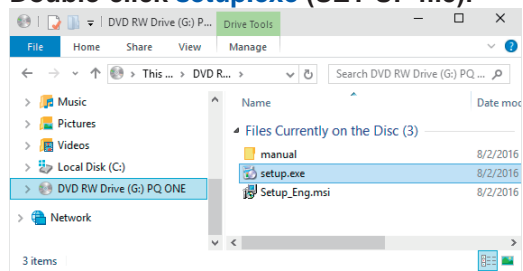 Double-click setup.exe (SET UP file).
DVD RW Drive (G:) P... Drive Tools
File Home Share View Manage
This ... > DVD R... > Search DVD RW Drive (G:) PQ ...
Name Date mod
Music
Pictures
Videos
Local Disk (C:)
DVD RW Drive (G:) PQ ONE
Network
Files Currently on the Disc (3)
manual 8/2/2016
setup.exe 8/2/2016
Setup_Eng.msi 8/2/2016
3 items